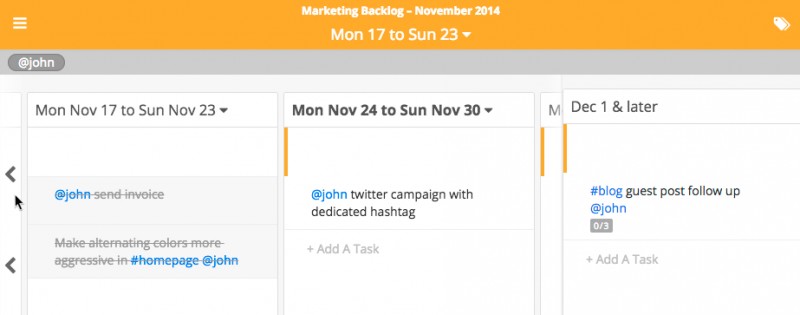 Marketing Backlog – November 2014
Mon 17 to Sun 23
@john
Mon Nov 17 to Sun Nov 23
@john send invoice
Make alternating colors more
aggressive in #homepage @john
Mon Nov 24 to Sun Nov 30
@john twitter campaign with
dedicated hashtag
+ Add A Task
M
Dec 1 & later
#blog guest post follow up
@john
0/3
+ Add A Task